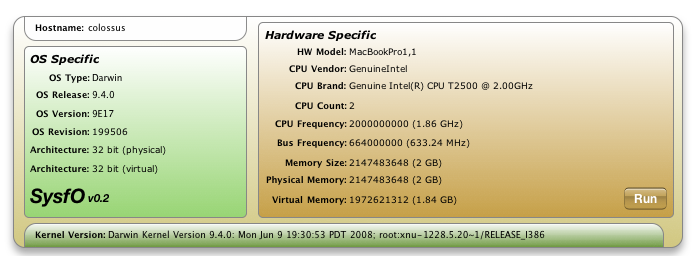 Hostname: colossus
OS Specific
OS Type: Darwin
OS Release: 9.4.0
OS Version: 9E17
OS Revision: 199506
Architecture: 32 bit (physical)
Architecture: 32 bit (virtual)
SysfO v0.2
Hardware Specific
HW Model: MacBookPro1,1
CPU Vendor: GenuineIntel
CPU Brand: Genuine Intel(R) CPU T2500 @ 2.00GHz
CPU Count: 2
CPU Frequency: 2000000000 (1.86 GHz)
Bus Frequency: 664000000 (633.24 MHz)
Memory Size: 2147483648 (2 GB)
Physical Memory: 2147483648 (2 GB)
Virtual Memory: 1972621312 (1.84 GB)
Run
Kernel Version: Darwin Kernel Version 9.4.0: Mon Jun 9 19:30:53 PDT 2008; root:xnu-1228.5.20~1/RELEASE_I386